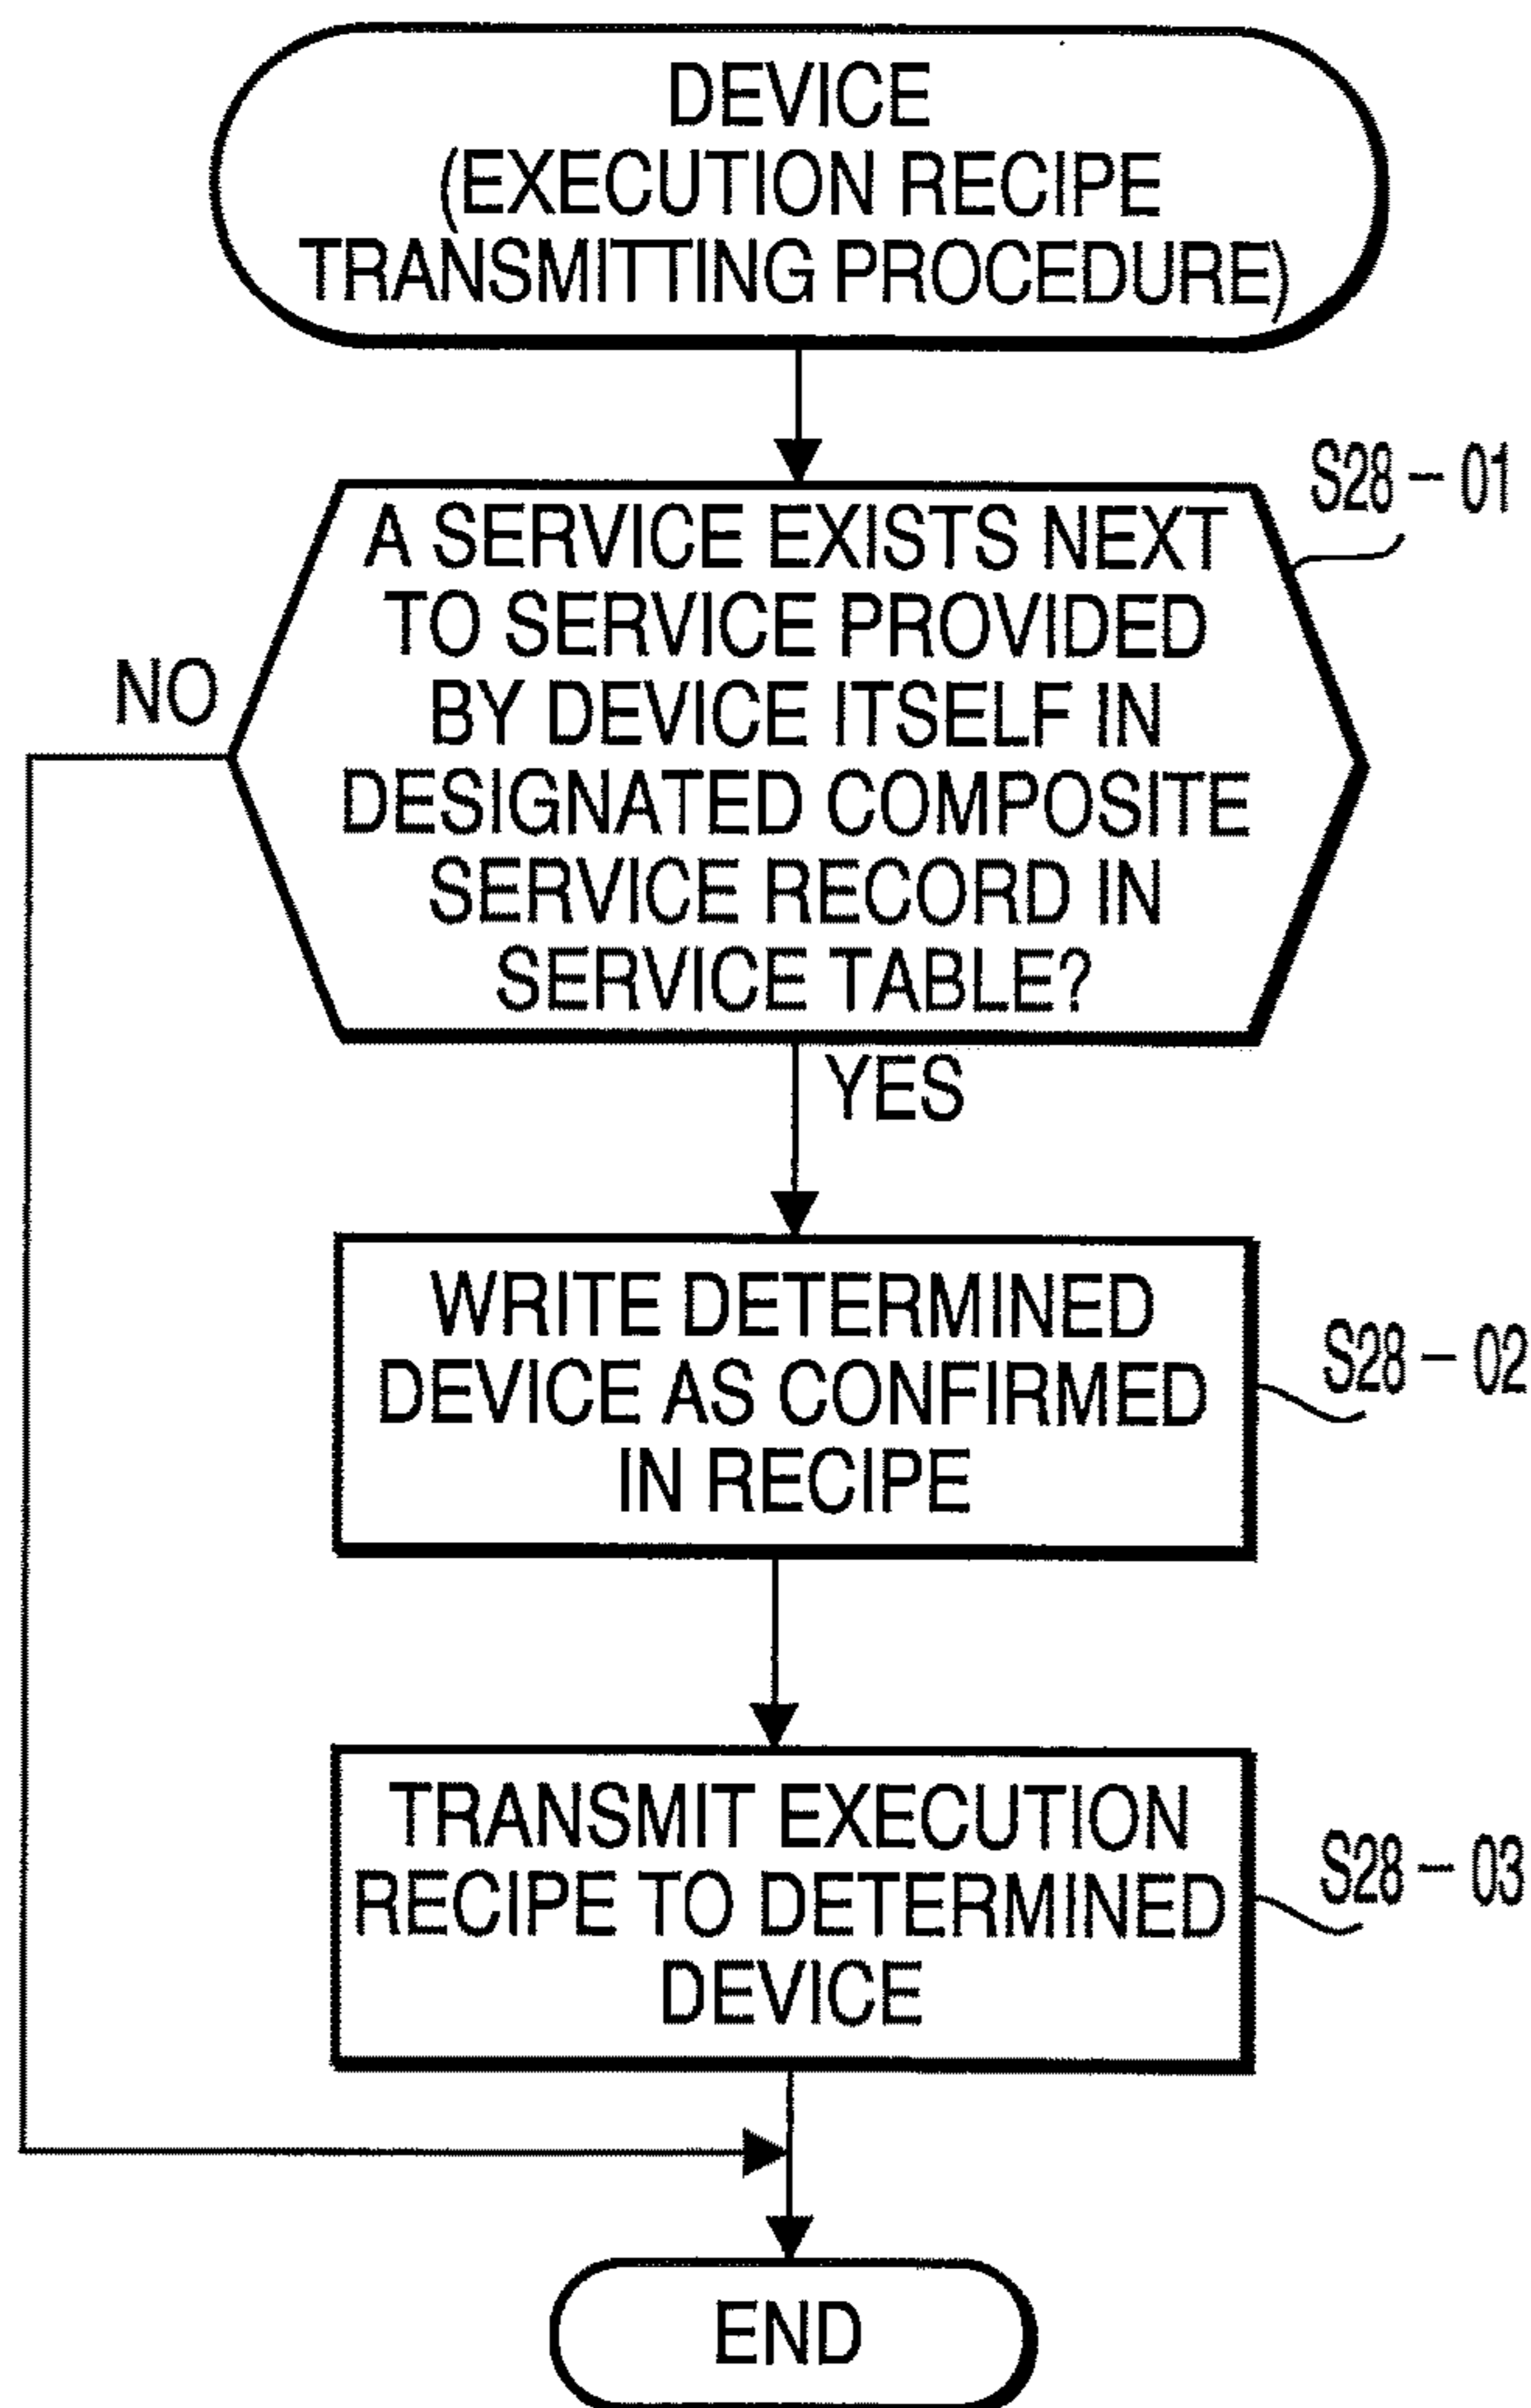 DEVICE
(EXECUTION RECIPE
TRANSMITTING PROCEDURE)
S28-01
A SERVICE EXISTS NEXT
TO SERVICE PROVIDED
BY DEVICE ITSELF IN
DESIGNATED COMPOSITE
SERVICE RECORD IN
SERVICE TABLE?
NO
YES
WRITE DETERMINED
DEVICE AS CONFIRMED
IN RECIPE
S28-02
TRANSMIT EXECUTION
RECIPE TO DETERMINED
DEVICE
S28-03
END